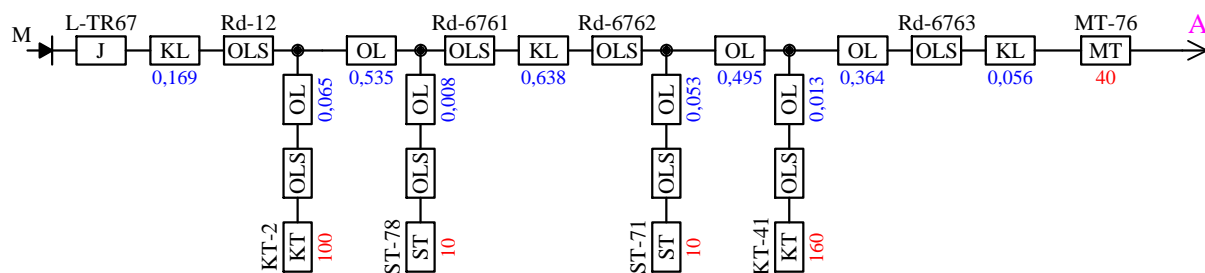 M
L-TR67
J
KL
0,169
Rd-12
OLS
OL
0,535
Rd-6761
OLS
KL
0,638
Rd-6762
OLS
OL
0,495
OL
0,364
Rd-6763
OLS
KL
0,056
MT-76
MT
40
A
OL
0,065
OLS
KT-2
KT
100
OL
0,008
OLS
ST-78
ST
10
OL
0,053
OLS
ST-71
ST
10
OL
0,013
OLS
KT-41
KT
160